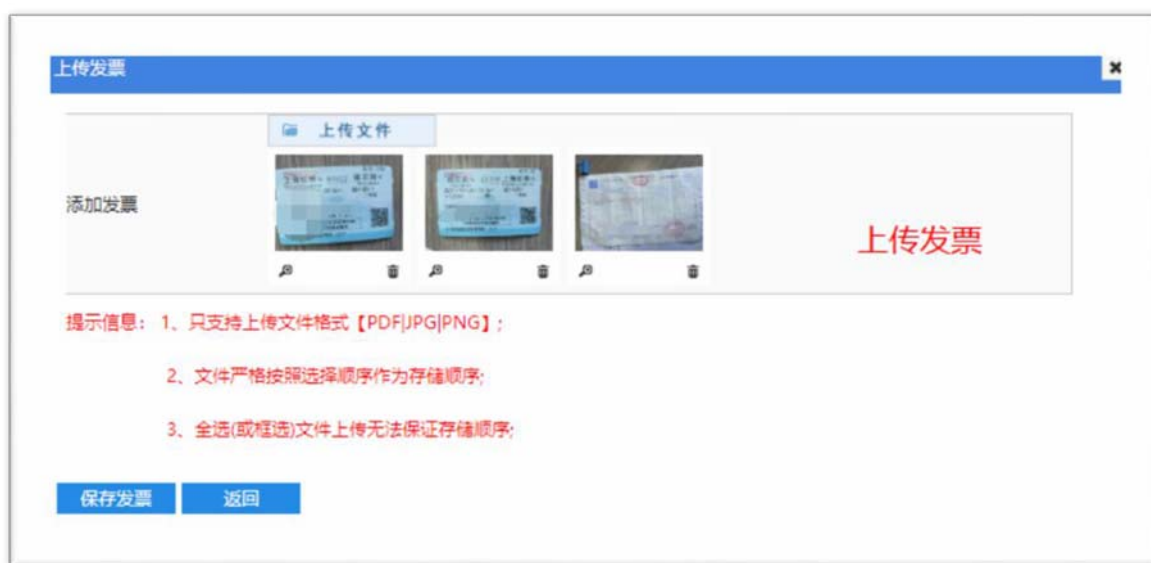 上传发票
上传文件
添加发票
上传发票
提示信息： 1、只支持上传文件格式【PDF|JPG|PNG】;
2、文件严格按照选择顺序作为存储顺序;
3、全选(或框选)文件上传无法保证存储顺序;
保存发票 返回